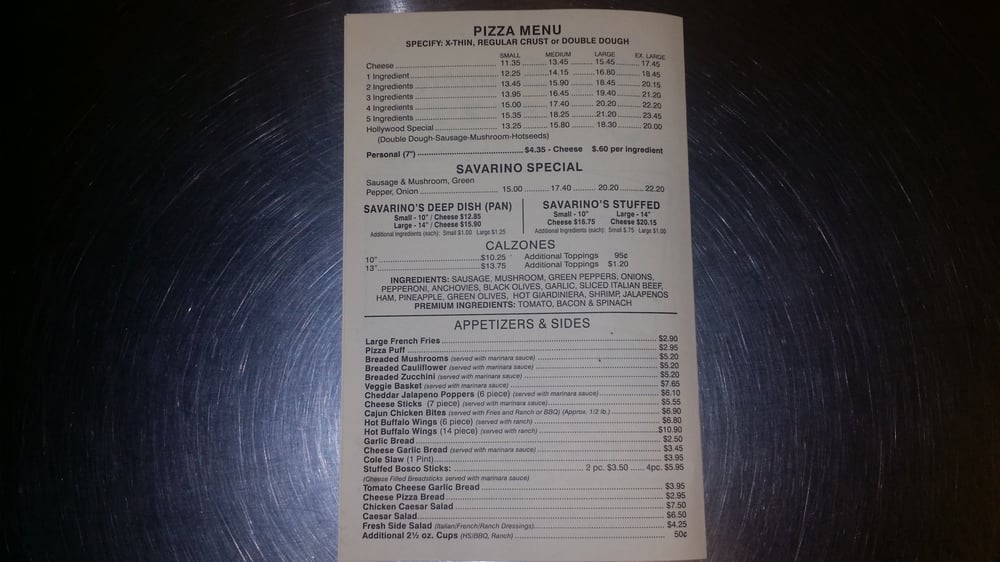 PIZZA MENU
SPECIFY: X-THIN, REGULAR CRUST or DOUBLE DOUGH
SMALL MEDIUM LARGE EX. LARGE
Cheese 11.35 13.45 15.45 17.45
1 Ingredient 12.25 14.15 16.80 18.45
2 Ingredients 13.45 15.90 18.45 20.15
3 Ingredients 13.95 16.45 19.40 21.20
4 Ingredients 15.00 17.40 20.20 22.20
5 Ingredients 15.35 18.25 21.20 23.45
Hollywood Special 13.25 15.80 18.30 20.00
(Double Dough-Sausage-Mushroom-Hotseeds)
Personal (7") $4.35 - Cheese $.60 per ingredient
SAVARINO SPECIAL
Sausage & Mushroom, Green
Pepper, Onion 15.00 17.40 20.20 22.20
SAVARINO'S DEEP DISH (PAN)
Small - 10" / Cheese $12.85
Large - 14" / Cheese $15.90
Additional Ingredients (each): Small $1.00 Large $1.25
SAVARINO'S STUFFED
Small - 10" Large - 14"
Cheese $16.75 Cheese $20.15
Additional Ingredients (each): Small $.75 Large $1.00
CALZONES
10" $10.25 Additional Toppings 95¢
13" $13.75 Additional Toppings $1.20
INGREDIENTS: SAUSAGE, MUSHROOM, GREEN PEPPERS, ONIONS,
PEPPERONI, ANCHOVIES, BLACK OLIVES, GARLIC, SLICED ITALIAN BEEF,
HAM, PINEAPPLE, GREEN OLIVES, HOT GIARDINIERA, SHRIMP, JALAPENOS
PREMIUM INGREDIENTS: TOMATO, BACON & SPINACH
APPETIZERS & SIDES
Large French Fries $2.90
Pizza Puff $2.95
Breaded Mushrooms (served with marinara sauce) $5.20
Breaded Cauliflower (served with marinara sauce) $5.20
Breaded Zucchini (served with marinara sauce) $5.20
Veggie Basket (served with marinara sauce) $7.65
Cheddar Jalapeno Poppers (6 piece) (served with marinara sauce) $6.10
Cheese Sticks (7 piece) (served with marinara sauce) $5.55
Cajun Chicken Bites (served with Fries and Ranch or BBQ) (Approx. 1/2 lb.) $6.90
Hot Buffalo Wings (6 piece) (served with ranch) $6.80
Hot Buffalo Wings (14 piece) (served with ranch) $10.90
Garlic Bread $2.50
Cheese Garlic Bread (served with marinara sauce) $3.45
Cole Slaw (1 Pint) $3.95
Stuffed Bosco Sticks: 2 pc. $3.50 4pc. $5.95
(Cheese Filled Breadsticks served with marinara sauce)
Tomato Cheese Garlic Bread $3.95
Cheese Pizza Bread $2.95
Chicken Caesar Salad $7.50
Caesar Salad $6.50
Fresh Side Salad (Italian/French/Ranch Dressings) $4.25
Additional 2½ oz. Cups (HS/BBQ, Ranch) 50¢